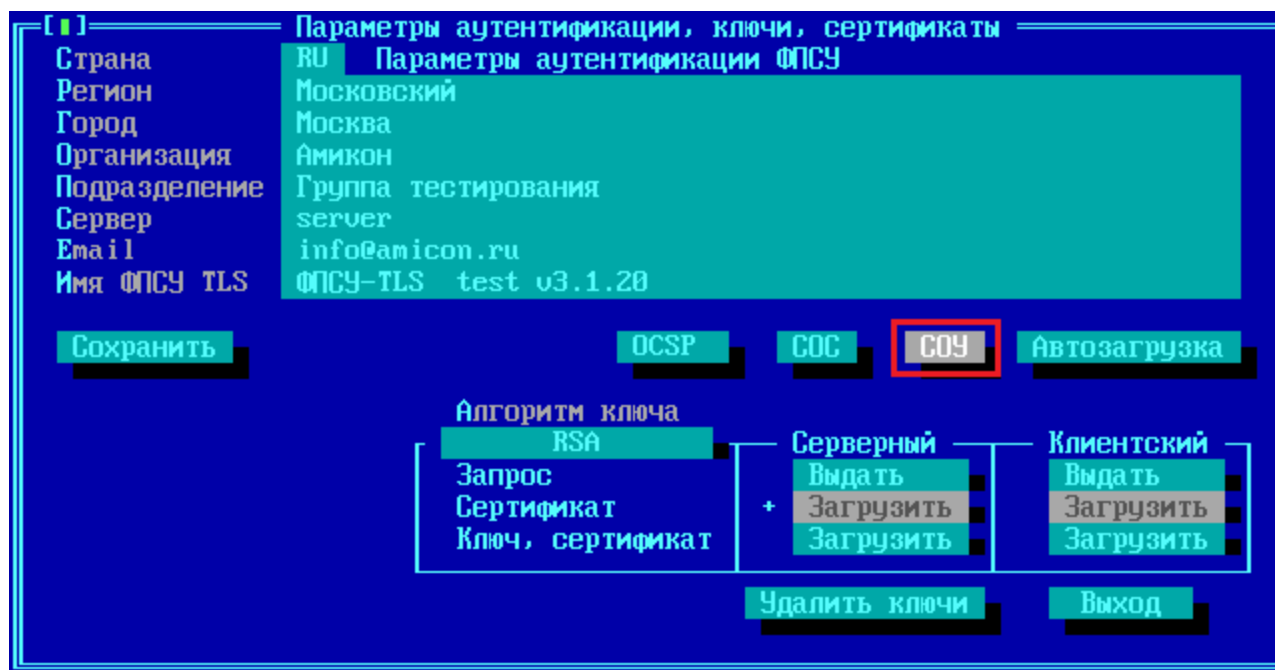 [▮] Параметры аутентификации, ключи, сертификаты
Страна RU Параметры аутентификации ФПСУ
Регион Московский
Город Москва
Организация Амикон
Подразделение Группа тестирования
Сервер server
Email info@amicon.ru
Имя ФПСУ TLS ФПСУ-TLS test v3.1.20
Сохранить OCSP СОС СОУ Автозагрузка
Алгоритм ключа
RSA Серверный Клиентский
Запрос Выдать Выдать
Сертификат + Загрузить Загрузить
Ключ, сертификат Загрузить Загрузить
Удалить ключи Выход